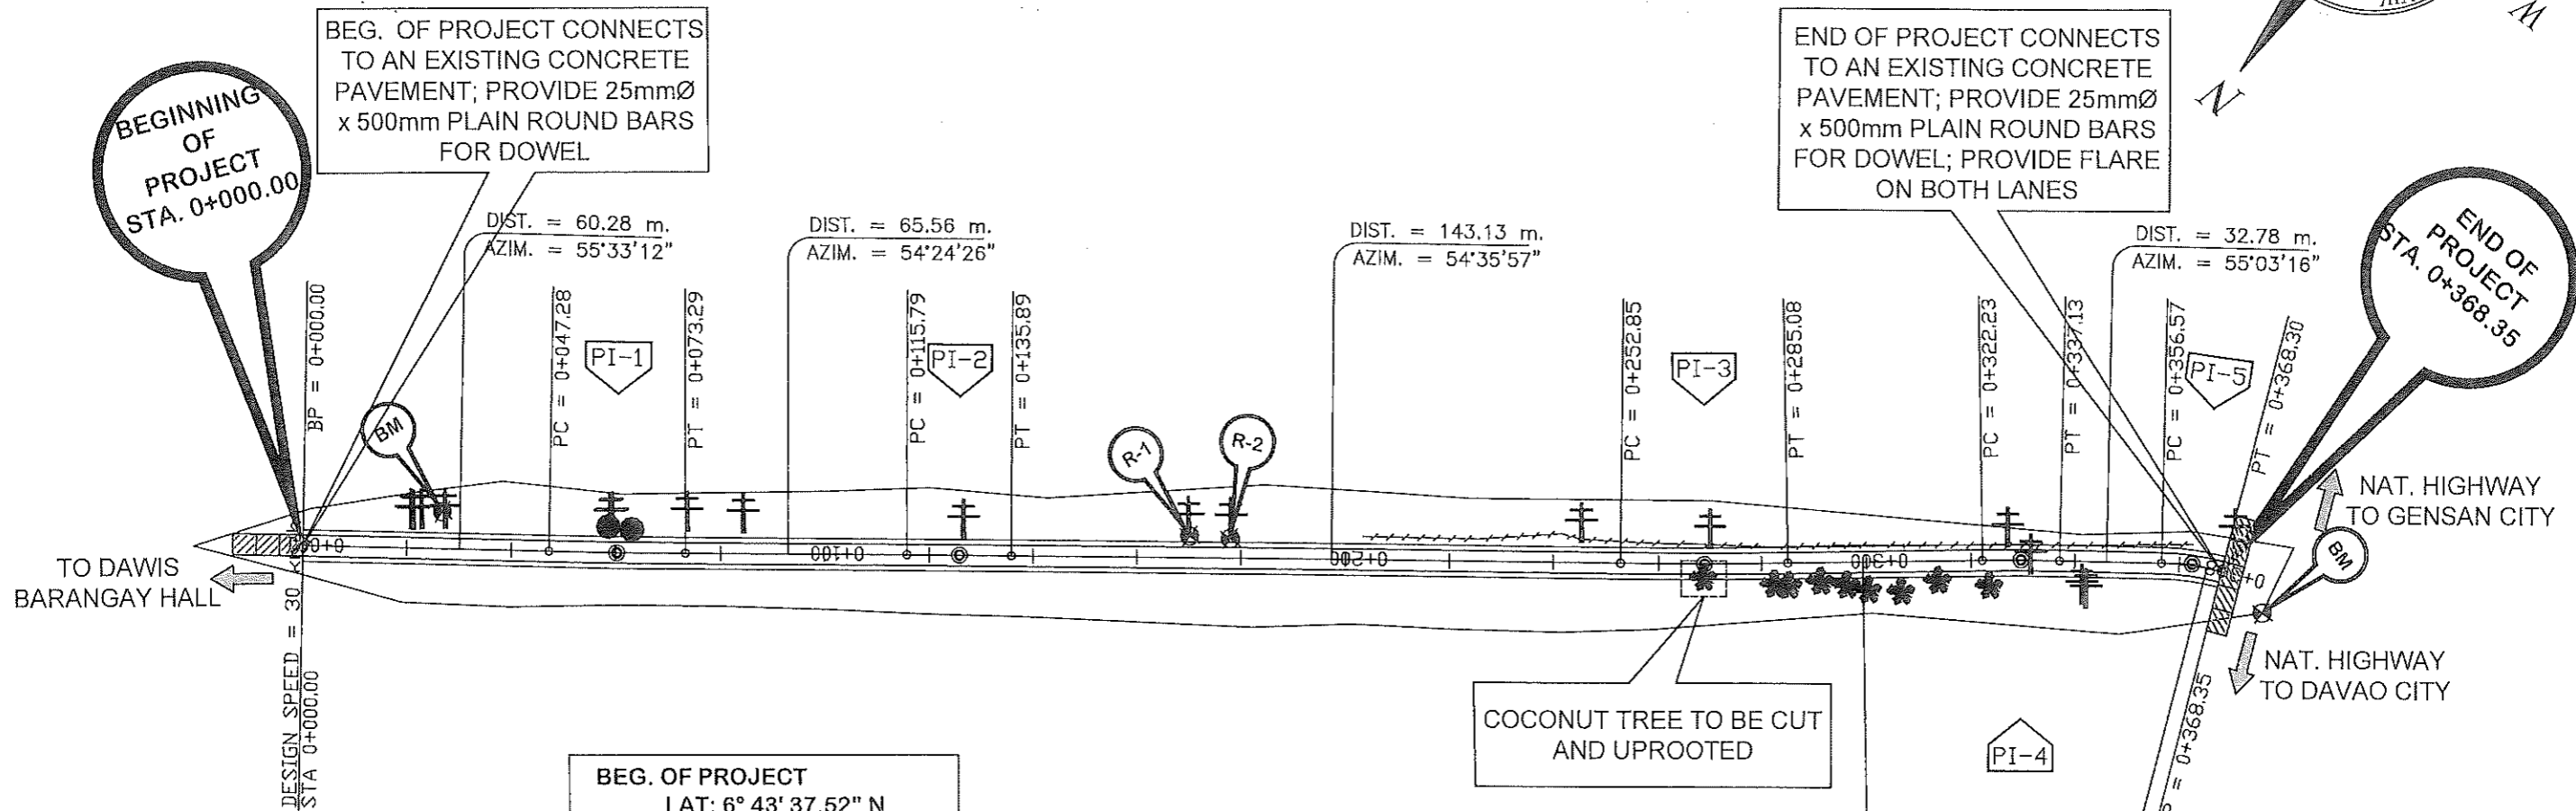 BEG. OF PROJECT CONNECTS
TO AN EXISTING CONCRETE
PAVEMENT; PROVIDE 25mmØ
x 500mm PLAIN ROUND BARS
FOR DOWEL
END OF PROJECT CONNECTS
TO AN EXISTING CONCRETE
PAVEMENT; PROVIDE 25mmØ
x 500mm PLAIN ROUND BARS
FOR DOWEL; PROVIDE FLARE
ON BOTH LANES
W
N
BEGINNING
OF
PROJECT
STA. 0+000.00
END OF
PROJECT
STA. 0+368.35
DIST. = 60.28 m.
AZIM. = 55°33'12"
DIST. = 65.56 m.
AZIM. = 54°24'26"
DIST. = 143.13 m.
AZIM. = 54°35'57"
DIST. = 32.78 m.
AZIM. = 55°03'16"
BP = 0+000.00
PC = 0+047.28
PI-1
PT = 0+073.29
PC = 0+115.79
PI-2
PT = 0+135.89
PC = 0+252.85
PI-3
PT = 0+285.08
PC = 0+322.23
PT = 0+337.13
PC = 0+356.57
PI-5
PT = 0+368.30
BM
R-1
R-2
BM
NAT. HIGHWAY
TO GENSAN CITY
TO DAWIS
BARANGAY HALL
0+100
0+200
0+300
NAT. HIGHWAY
TO DAVAO CITY
DESIGN SPEED = 30
STA 0+000.00
COCONUT TREE TO BE CUT
AND UPROOTED
PI-4
= 0+368.35
BEG. OF PROJECT
LAT: 6° 43' 37.52" N